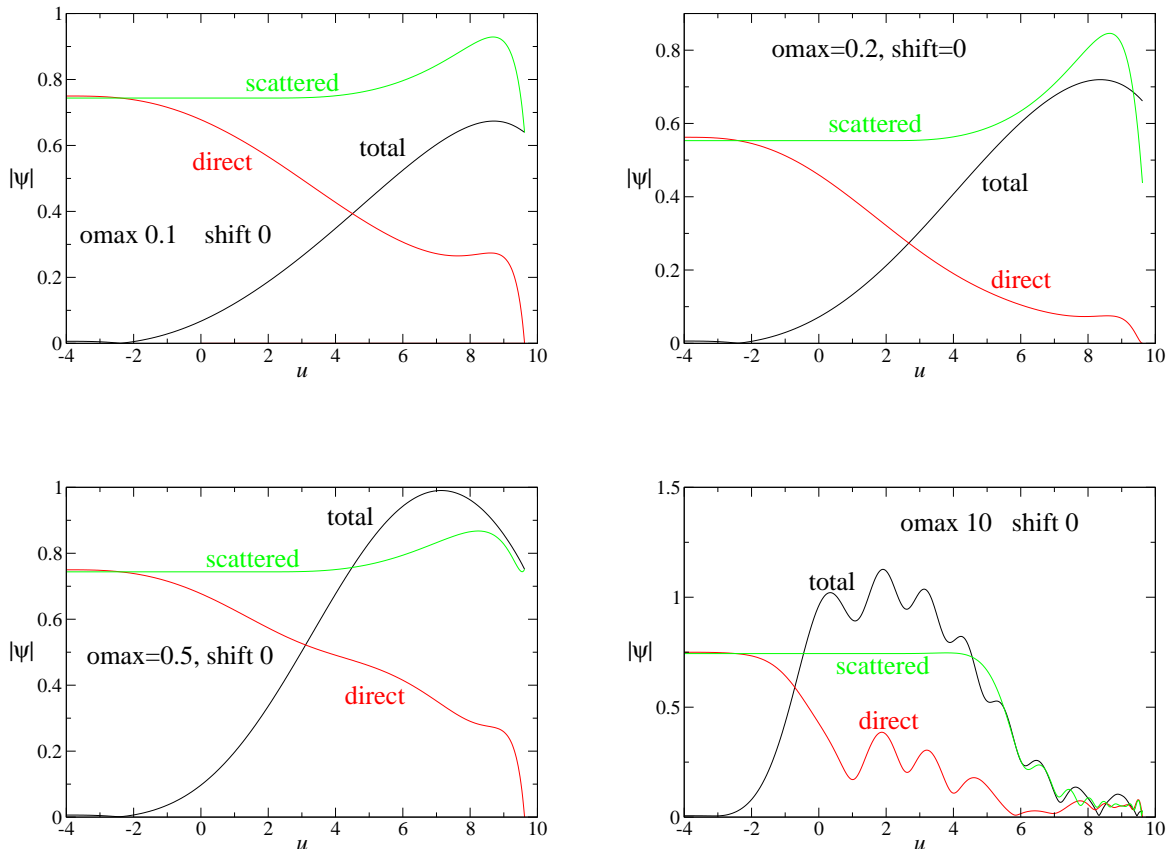 1
0.8
0.6
0.4
0.2
0
|ψ|
scattered
total
direct
omax 0.1 shift 0
-4 -2 0 2 4 6 8 10
u
0.8
0.6
0.4
0.2
0
|ψ|
omax=0.2, shift=0
scattered
total
direct
-4 -2 0 2 4 6 8 10
u
1
0.8
0.6
0.4
0.2
0
|ψ|
total
scattered
omax=0.5, shift 0
direct
-4 -2 0 2 4 6 8 10
u
1.5
1
0.5
0
|ψ|
omax 10 shift 0
total
scattered
direct
-4 -2 0 2 4 6 8 10
u